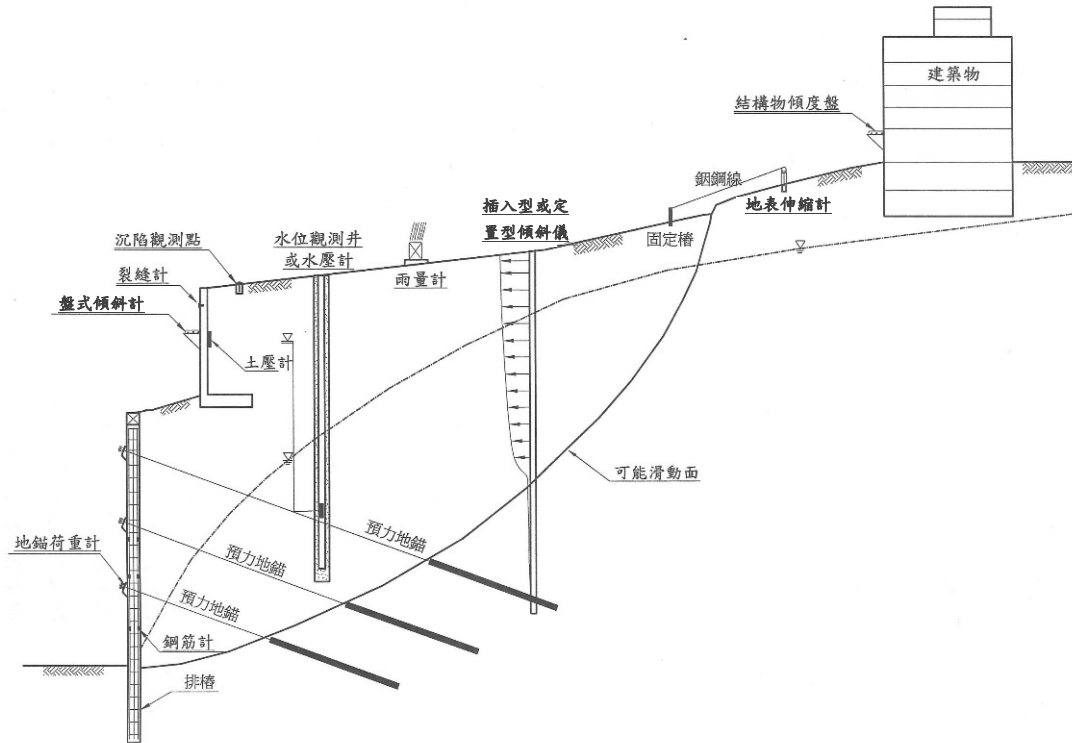 建築物
結構物傾度盤
銦鋼線
地表伸縮計
固定樁
插入型或定
置型傾斜儀
雨量計
水位觀測井
或水壓計
沉陷觀測點
裂縫計
盤式傾斜計
土壓計
可能滑動面
預力地錨
預力地錨
預力地錨
地錨荷重計
鋼筋計
排樁